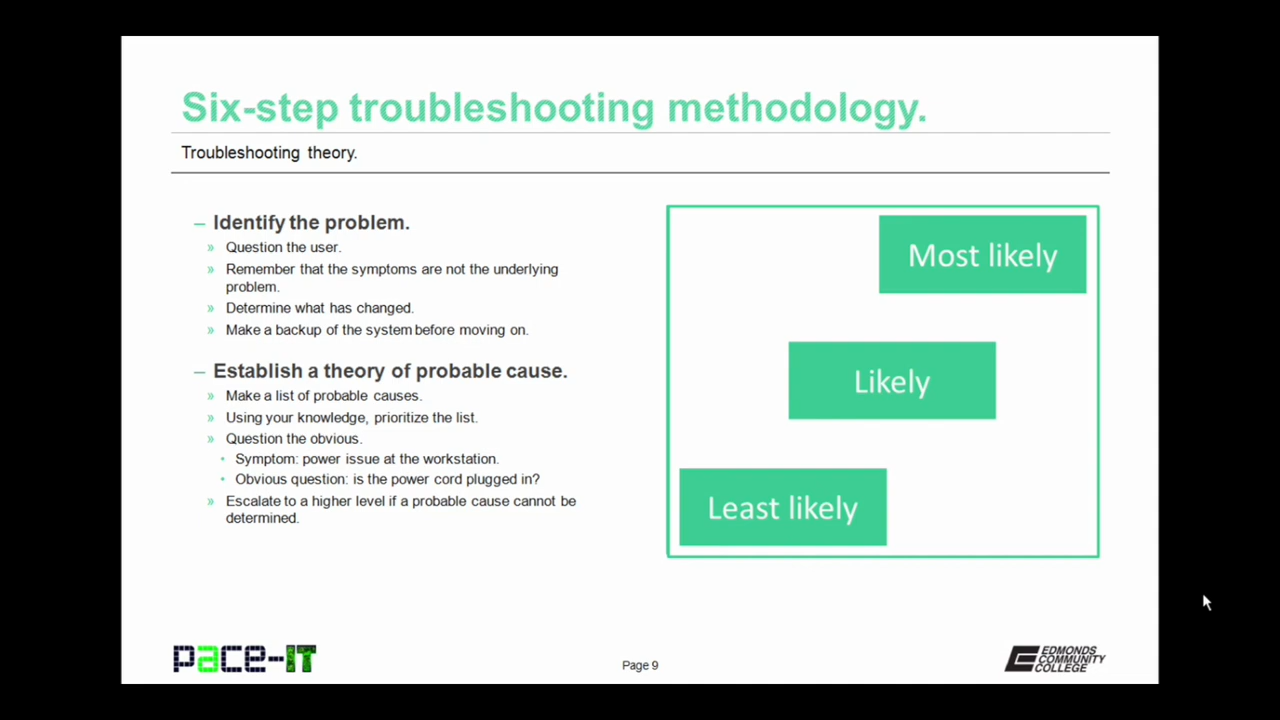 Six-step troubleshooting methodology.
Troubleshooting theory.
– Identify the problem.
» Question the user.
» Remember that the symptoms are not the underlying
problem.
» Determine what has changed.
» Make a backup of the system before moving on.
– Establish a theory of probable cause.
» Make a list of probable causes.
» Using your knowledge, prioritize the list.
» Question the obvious.
• Symptom: power issue at the workstation.
• Obvious question: is the power cord plugged in?
» Escalate to a higher level if a probable cause cannot be
determined.
Most likely
Likely
Least likely
pace-IT
Page 9
EDMONDS
COMMUNITY
COLLEGE